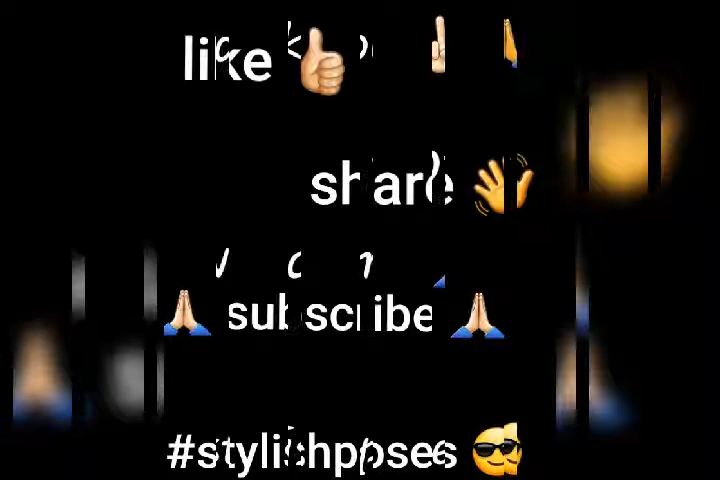 like 👍🏼
share 👋
🙏🏻 subscribe 🙏🏻
#stylishposes 😎